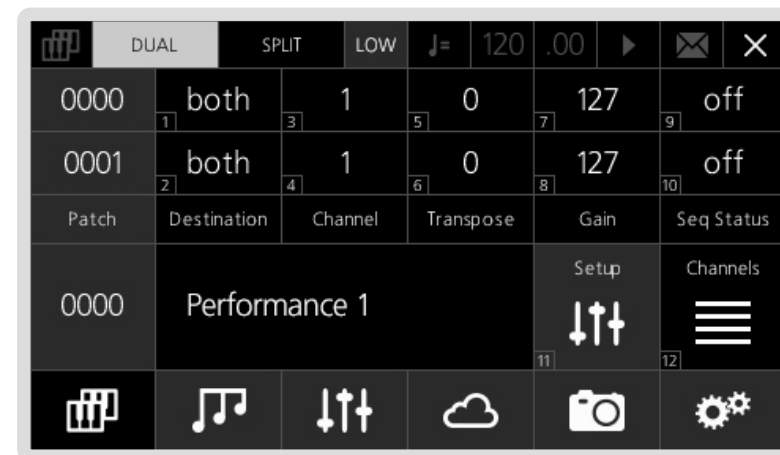 DUAL SPLIT LOW ♩= 120 .00
0000 both 1 0 127 off
1 3 5 7 9
0001 both 1 0 127 off
2 4 6 8 10
Patch Destination Channel Transpose Gain Seq Status
Setup Channels
0000 Performance 1
11 12